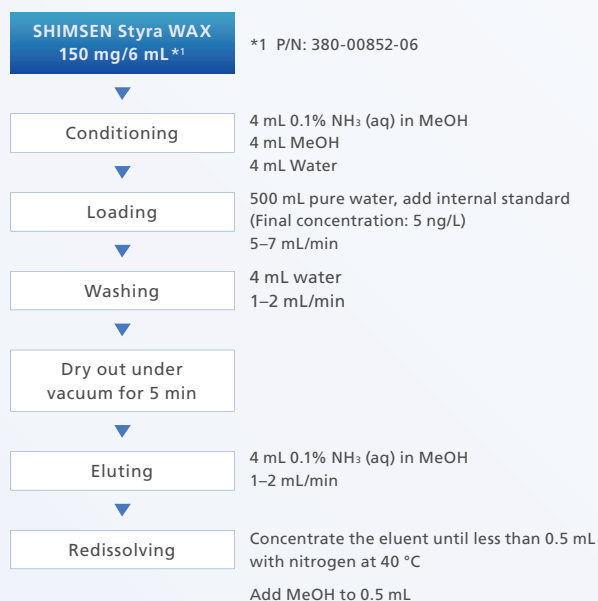 SHIMSEN Styra WAX
150 mg/6 mL*1
*1 P/N: 380-00852-06
Conditioning
4 mL 0.1% NH₃ (aq) in MeOH
4 mL MeOH
4 mL Water
Loading
500 mL pure water, add internal standard
(Final concentration: 5 ng/L)
5–7 mL/min
Washing
4 mL water
1–2 mL/min
Dry out under
vacuum for 5 min
Eluting
4 mL 0.1% NH₃ (aq) in MeOH
1–2 mL/min
Redissolving
Concentrate the eluent until less than 0.5 mL
with nitrogen at 40 °C
Add MeOH to 0.5 mL